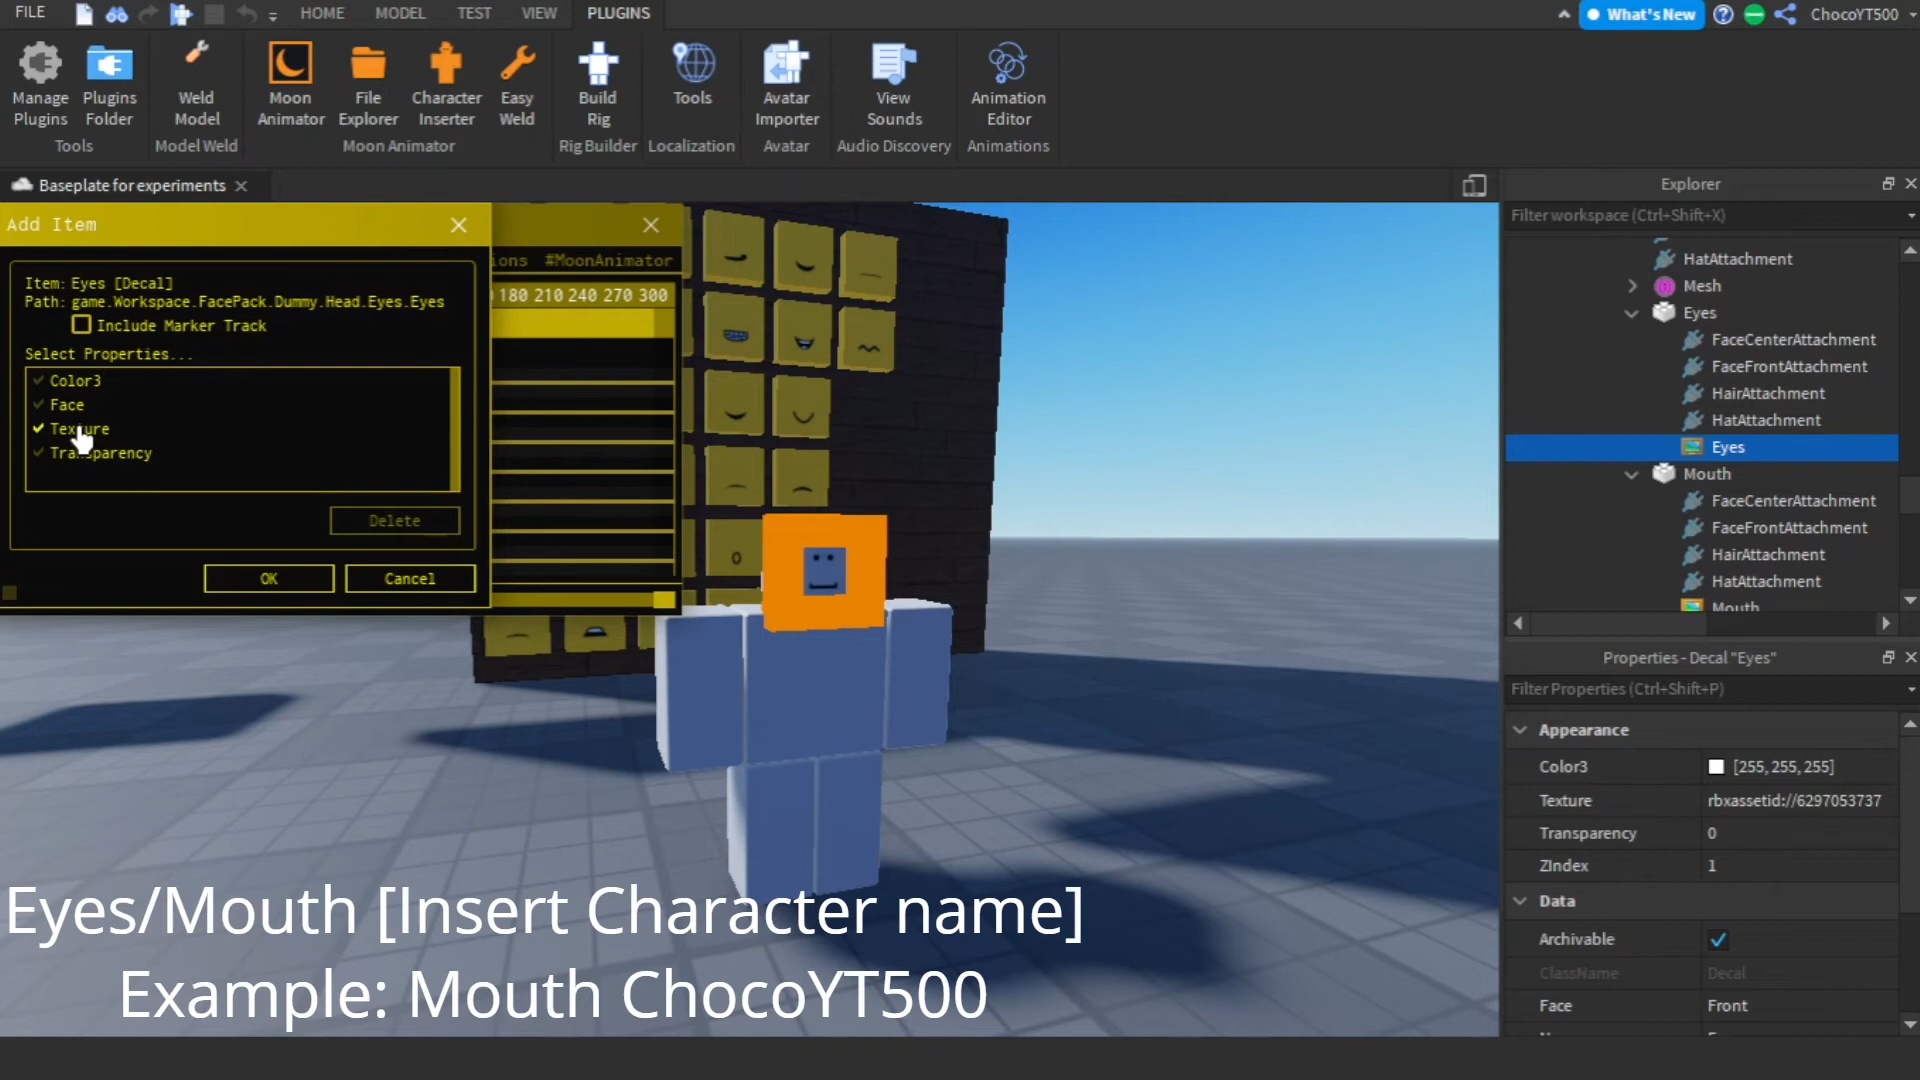 FILE
HOME
MODEL
TEST
VIEW
PLUGINS
What's New
ChocoYT500
Manage Plugins
Plugins Folder
Weld Model
Moon Animator
File Explorer
Character Inserter
Easy Weld
Build Rig
Tools
Avatar Importer
View Sounds
Animation Editor
Tools
Model Weld
Moon Animator
Rig Builder
Localization
Avatar
Audio Discovery
Animations
Baseplate for experiments
Add Item
ions #MoonAnimator
180 210 240 270 300
Item: Eyes [Decal]
Path: game.Workspace.FacePack.Dummy.Head.Eyes.Eyes
Include Marker Track
Select Properties...
Color3
Face
Texture
Transparency
Delete
OK
Cancel
Explorer
Filter workspace (Ctrl+Shift+X)
HatAttachment
Mesh
Eyes
FaceCenterAttachment
FaceFrontAttachment
HairAttachment
HatAttachment
Eyes
Mouth
FaceCenterAttachment
FaceFrontAttachment
HairAttachment
HatAttachment
Mouth
Properties - Decal "Eyes"
Filter Properties (Ctrl+Shift+P)
Appearance
Color3 [255, 255, 255]
Texture rbxassetid://6297053737
Transparency 0
ZIndex 1
Data
Archivable
ClassName Decal
Face Front
Eyes/Mouth [Insert Character name]
Example: Mouth ChocoYT500